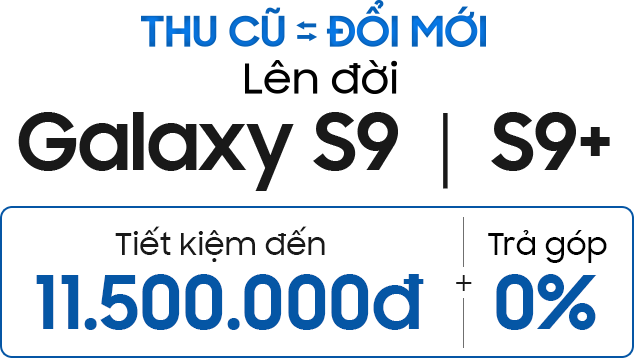 THU CŨ ⇆ ĐỔI MỚI
Lên đời
Galaxy S9 | S9+
Tiết kiệm đến
11.500.000đ
+
Trả góp
0%